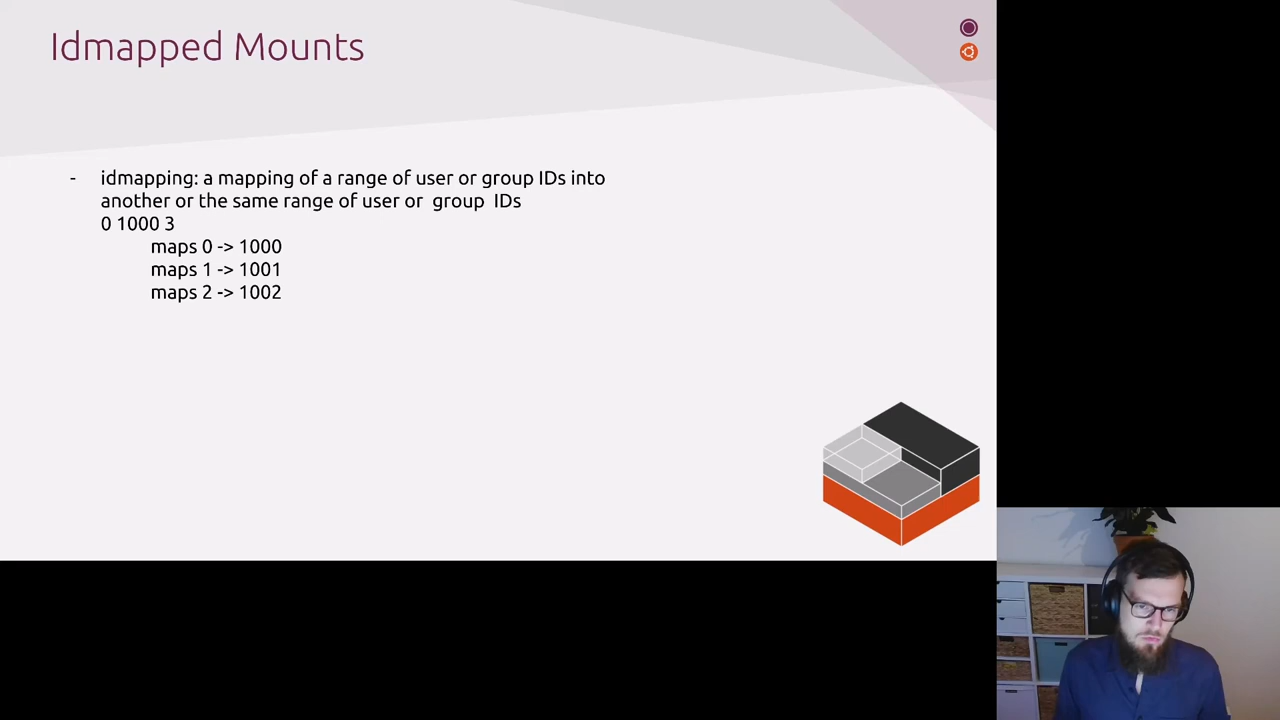 Idmapped Mounts
- idmapping: a mapping of a range of user or group IDs into
another or the same range of user or group IDs
0 1000 3
maps 0 -> 1000
maps 1 -> 1001
maps 2 -> 1002